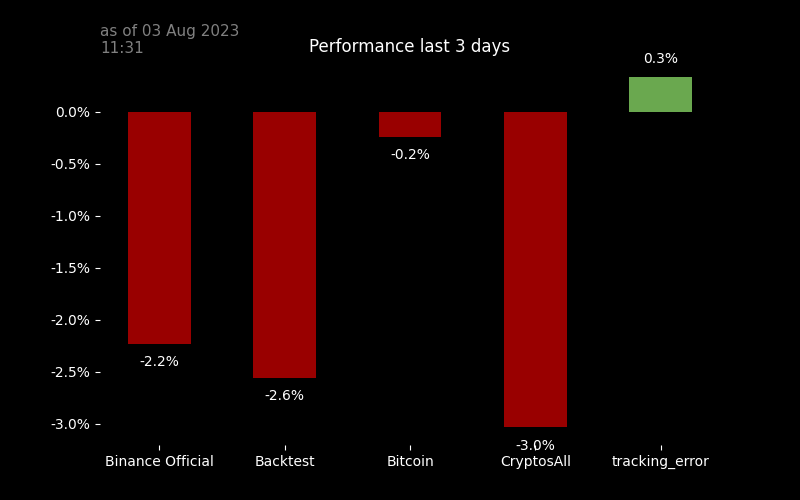 as of 03 Aug 2023
11:31
Performance last 3 days
0.3%
0.0%
-0.5%
-1.0%
-1.5%
-2.0%
-2.5%
-3.0%
-2.2%
-2.6%
-0.2%
-3.0%
Binance Official
Backtest
Bitcoin
CryptosAll
tracking_error